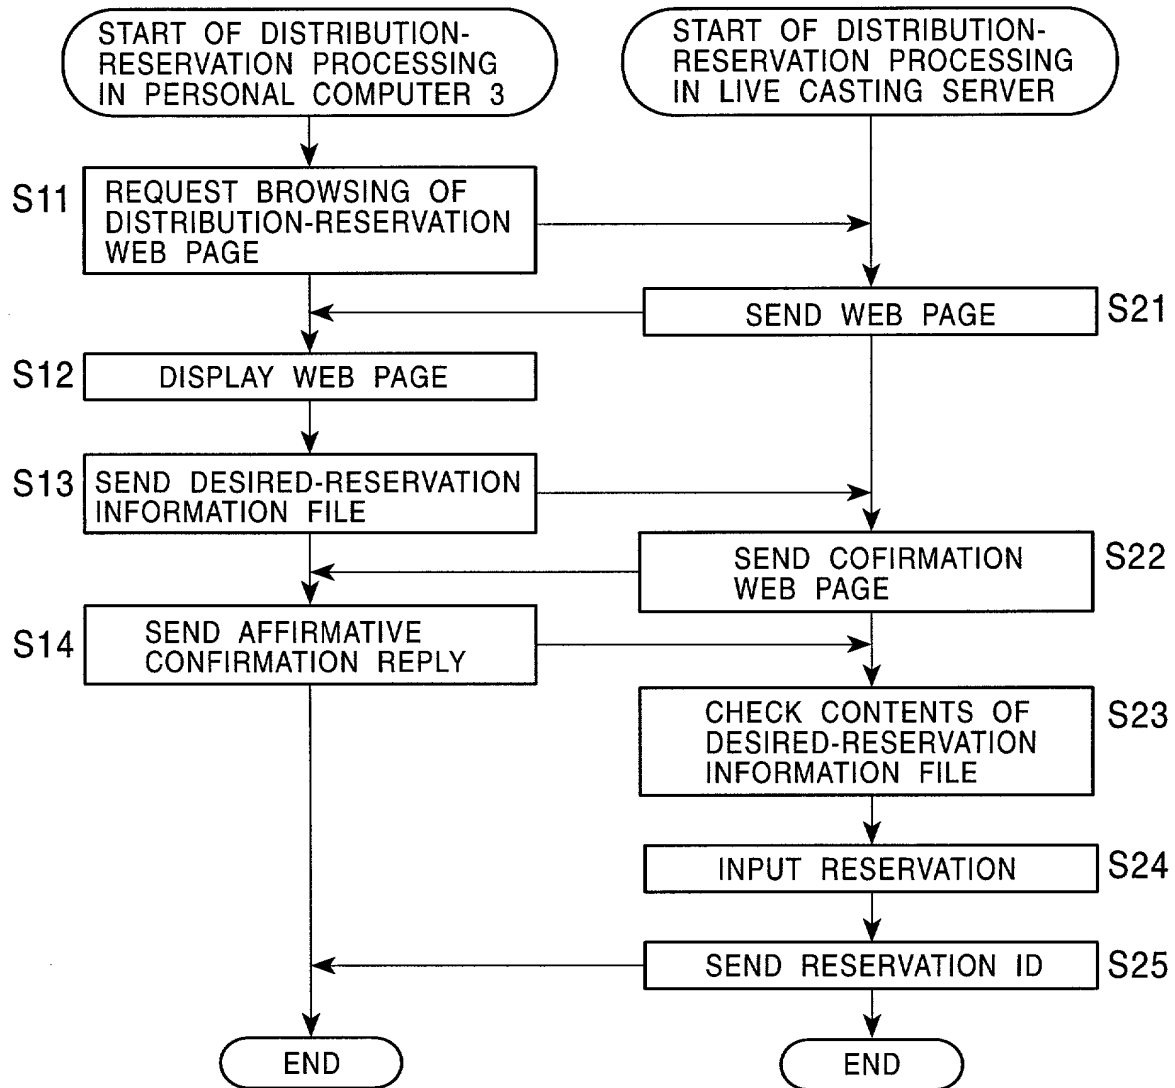 START OF DISTRIBUTION-
RESERVATION PROCESSING
IN PERSONAL COMPUTER 3
START OF DISTRIBUTION-
RESERVATION PROCESSING
IN LIVE CASTING SERVER
S11
REQUEST BROWSING OF
DISTRIBUTION-RESERVATION
WEB PAGE
SEND WEB PAGE
S21
S12
DISPLAY WEB PAGE
S13
SEND DESIRED-RESERVATION
INFORMATION FILE
SEND COFIRMATION
WEB PAGE
S22
S14
SEND AFFIRMATIVE
CONFIRMATION REPLY
CHECK CONTENTS OF
DESIRED-RESERVATION
INFORMATION FILE
S23
INPUT RESERVATION
S24
SEND RESERVATION ID
S25
END
END